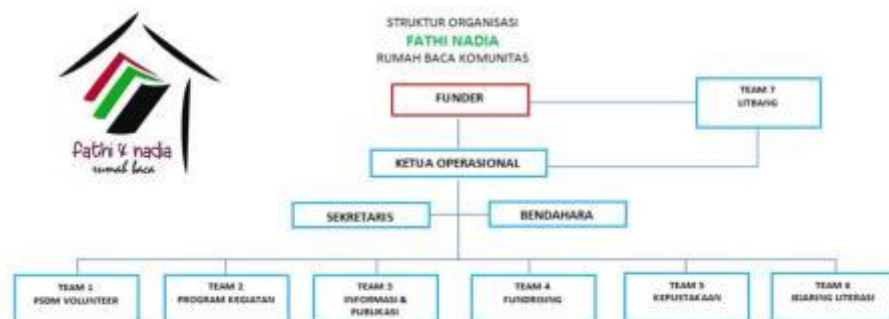 STRUKTUR ORGANISASI
FATHI NADIA
RUMAH BACA KOMUNITAS
fathi & nadia
rumah baca
FUNDER
TEAM 7
LITBANG
KETUA OPERASIONAL
SEKRETARIS
BENDAHARA
TEAM 1
PSDM VOLUNTEER
TEAM 2
PROGRAM KEGIATAN
TEAM 3
INFORMASI &
PUBLIKASI
TEAM 4
FUNDRISING
TEAM 5
KEPUSTAKAAN
TEAM 6
JEJARING LITERASI